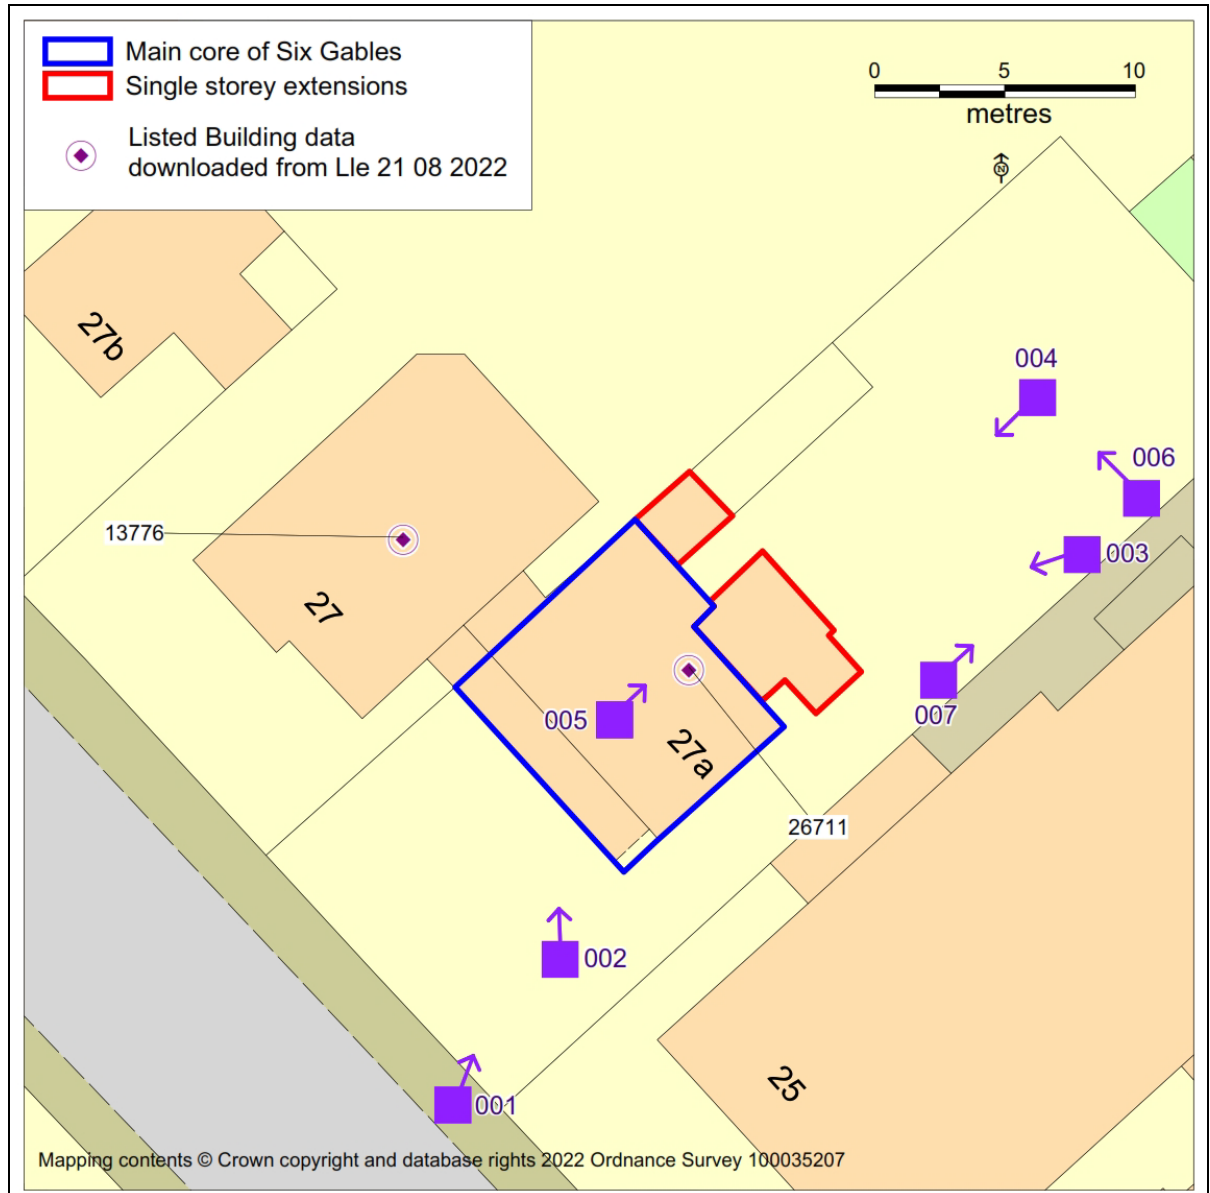 Main core of Six Gables
Single storey extensions
Listed Building data
downloaded from Lle 21 08 2022
0 5 10
metres
N
27b
004
006
13776
003
27
005
007
27a
26711
002
25
001
Mapping contents © Crown copyright and database rights 2022 Ordnance Survey 100035207